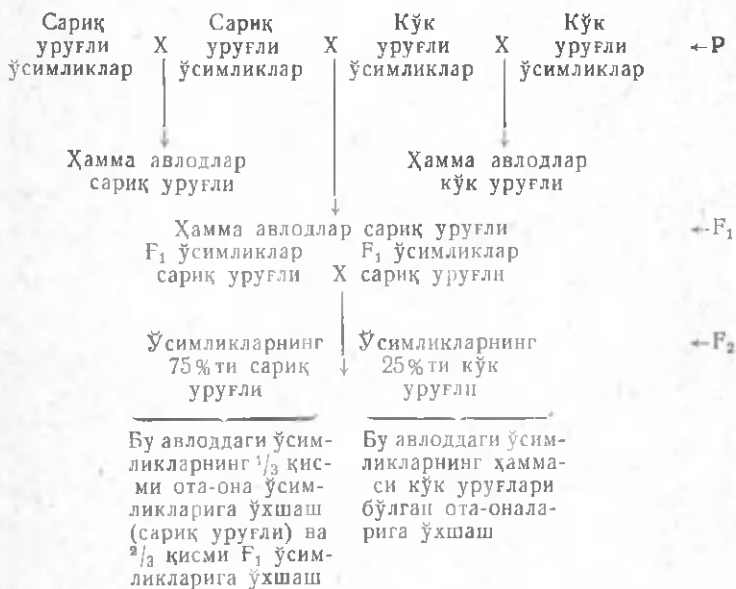 Сариқ Сариқ Кўк Кўк
уруғли X уруғли X уруғли X уруғли ←P
ўсимликлар ўсимликлар ўсимликлар ўсимликлар
Ҳамма авлодлар Ҳамма авлодлар
сариқ уруғли кўк уруғли
Ҳамма авлодлар сариқ уруғли ←F₁
F₁ ўсимликлар F₁ ўсимликлар
сариқ уруғли X сариқ уруғли
Ўсимликларнинг Ўсимликларнинг ←F₂
75%ти сариқ 25%ти кўк
уруғли уруғли
Бу авлоддаги ўсим-
ликларнинг ¹/₃ қис-
ми ота-она ўсим-
ликларига ўхшаш
(сариқ уруғли) ва
²/₃ қисми F₁ ўсим-
ликларига ўхшаш
Бу авлоддаги ўсим-
ликларнинг ҳамма-
си кўк уруғлари
бўлган ота-онала-
рига ўхшаш